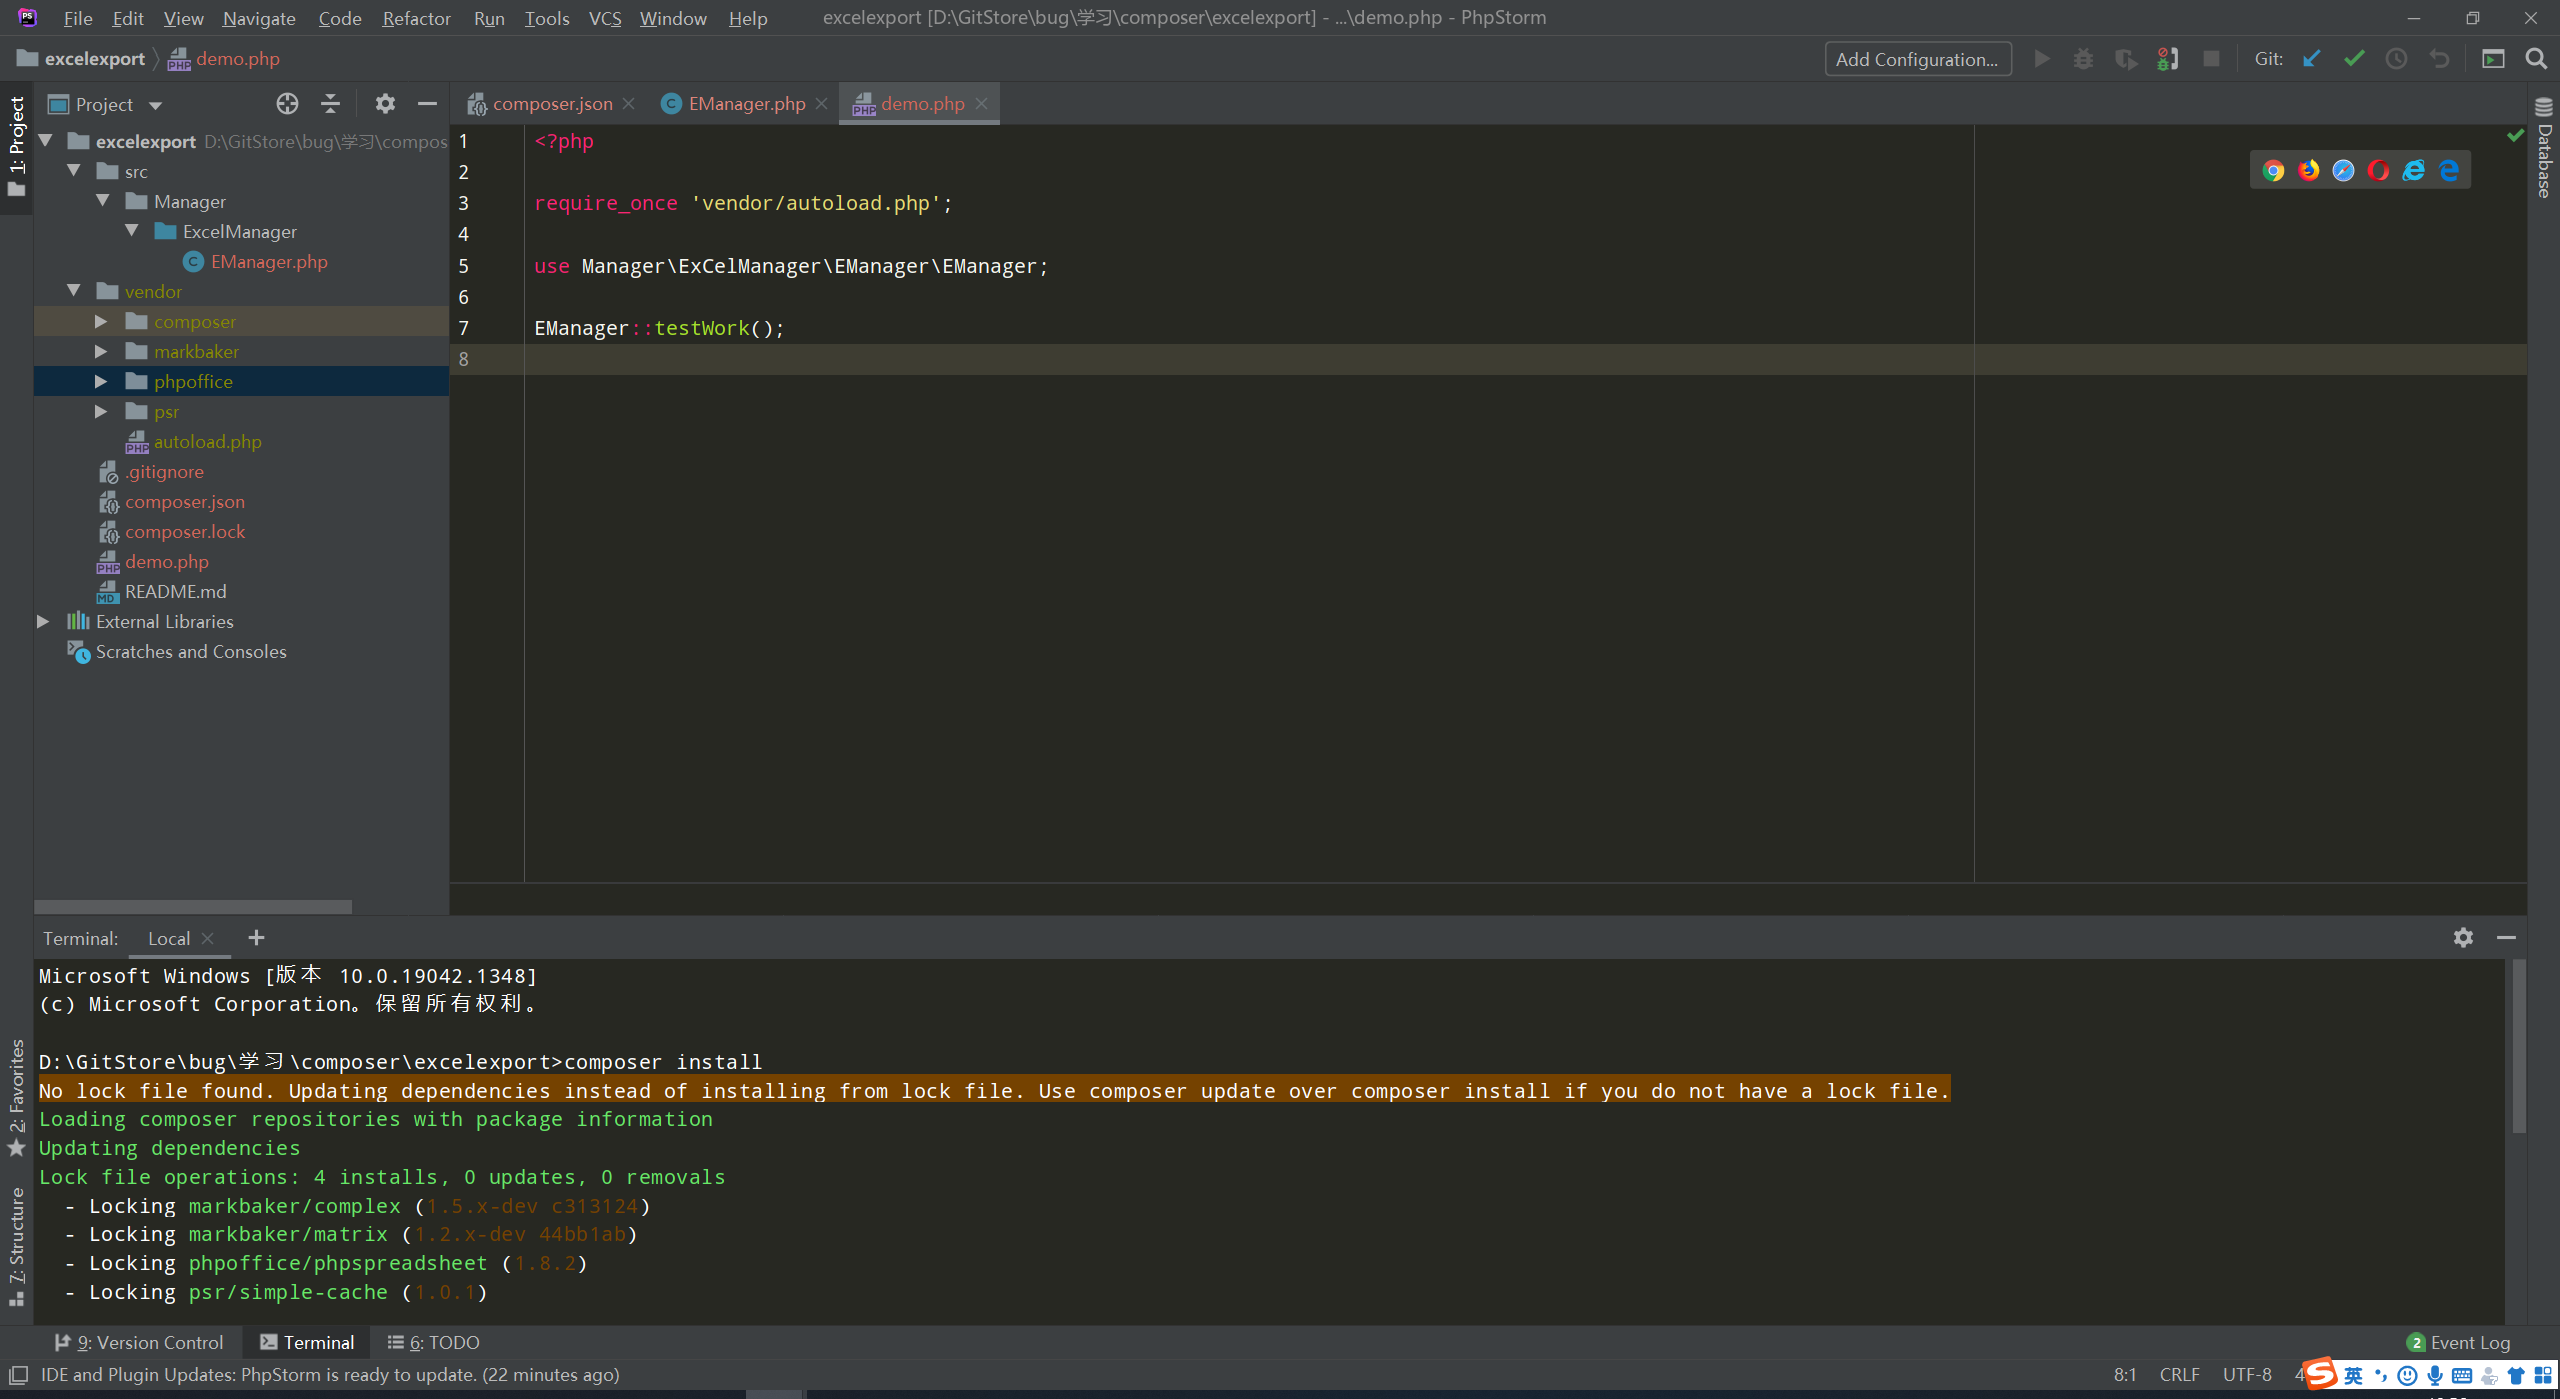 File Edit View Navigate Code Refactor Run Tools VCS Window Help
excelexport [D:\GitStore\bug\学习\composer\excelexport] - ...\demo.php - PhpStorm
excelexport demo.php
Add Configuration...
Git:
1: Project
Project
excelexport D:\GitStore\bug\学习\compos
src
Manager
ExcelManager
EManager.php
vendor
composer
markbaker
phpoffice
psr
autoload.php
.gitignore
composer.json
composer.lock
demo.php
README.md
External Libraries
Scratches and Consoles
composer.json EManager.php demo.php
1 <?php
2
3 require_once 'vendor/autoload.php';
4
5 use Manager\ExCelManager\EManager\EManager;
6
7 EManager::testWork();
8
Database
2: Favorites
7: Structure
Terminal: Local
Microsoft Windows [版本 10.0.19042.1348]
(c) Microsoft Corporation。保留所有权利。
D:\GitStore\bug\学习\composer\excelexport>composer install
No lock file found. Updating dependencies instead of installing from lock file. Use composer update over composer install if you do not have a lock file.
Loading composer repositories with package information
Updating dependencies
Lock file operations: 4 installs, 0 updates, 0 removals
- Locking markbaker/complex (1.5.x-dev c313124)
- Locking markbaker/matrix (1.2.x-dev 44bb1ab)
- Locking phpoffice/phpspreadsheet (1.8.2)
- Locking psr/simple-cache (1.0.1)
9: Version Control Terminal 6: TODO
2 Event Log
IDE and Plugin Updates: PhpStorm is ready to update. (22 minutes ago)
8:1 CRLF UTF-8 4
英